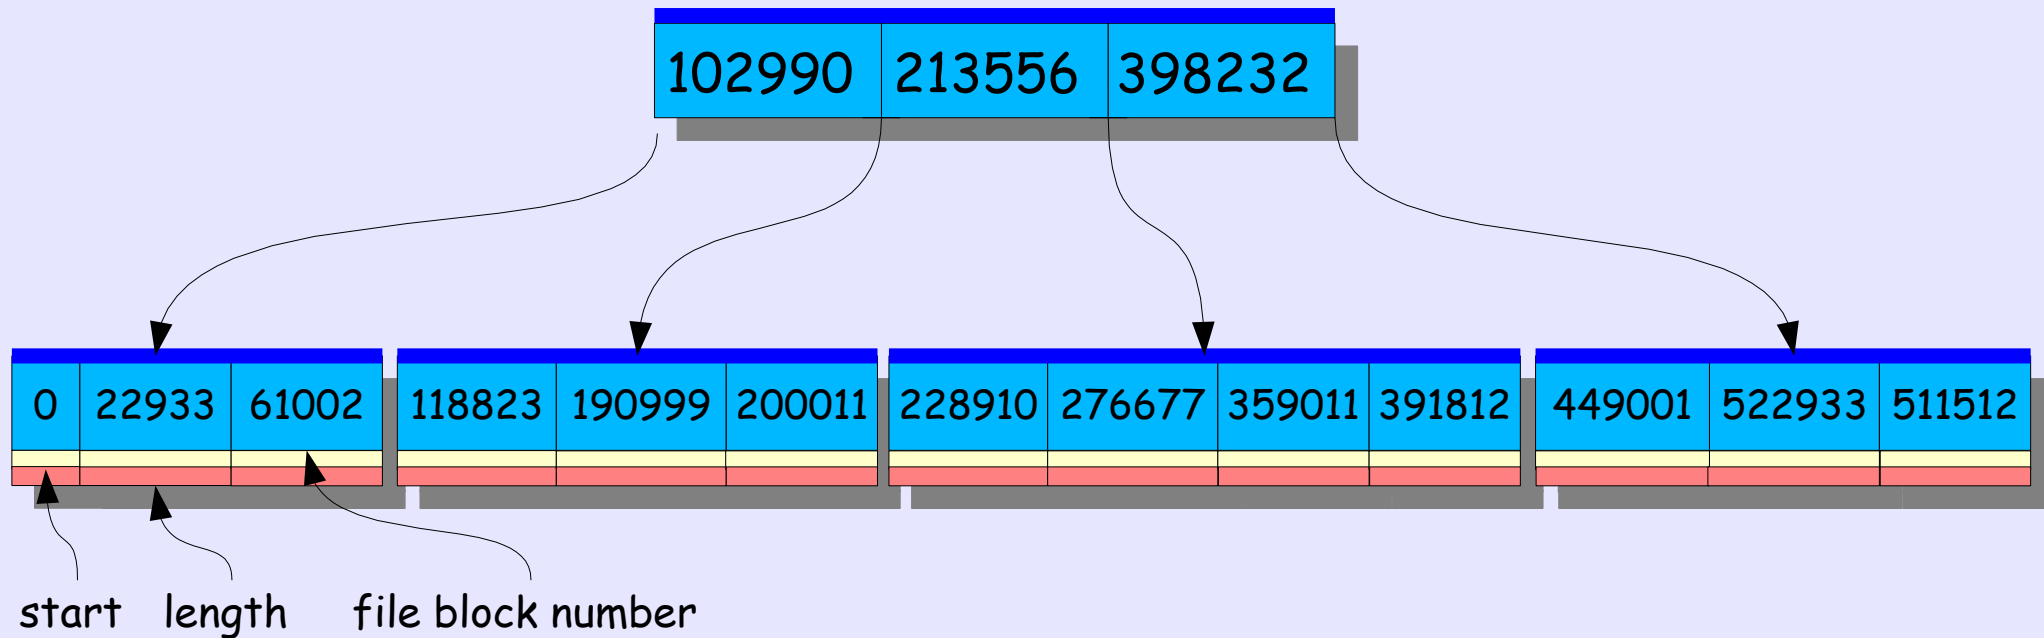 102990 213556 398232
0 22933 61002 118823 190999 200011 228910 276677 359011 391812 449001 522933 511512
start length file block number